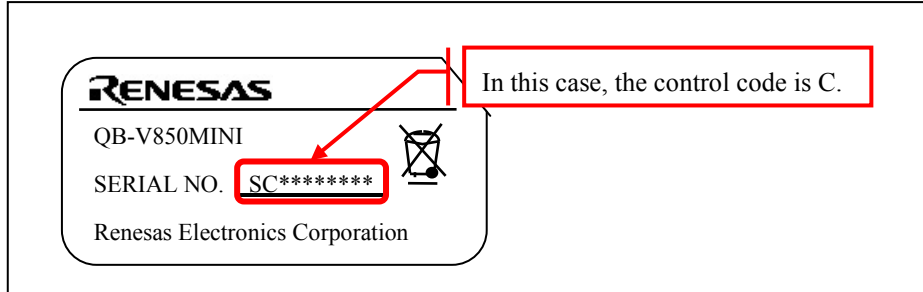 RENESAS
In this case, the control code is C.
QB-V850MINI
SERIAL NO. SC********
Renesas Electronics Corporation